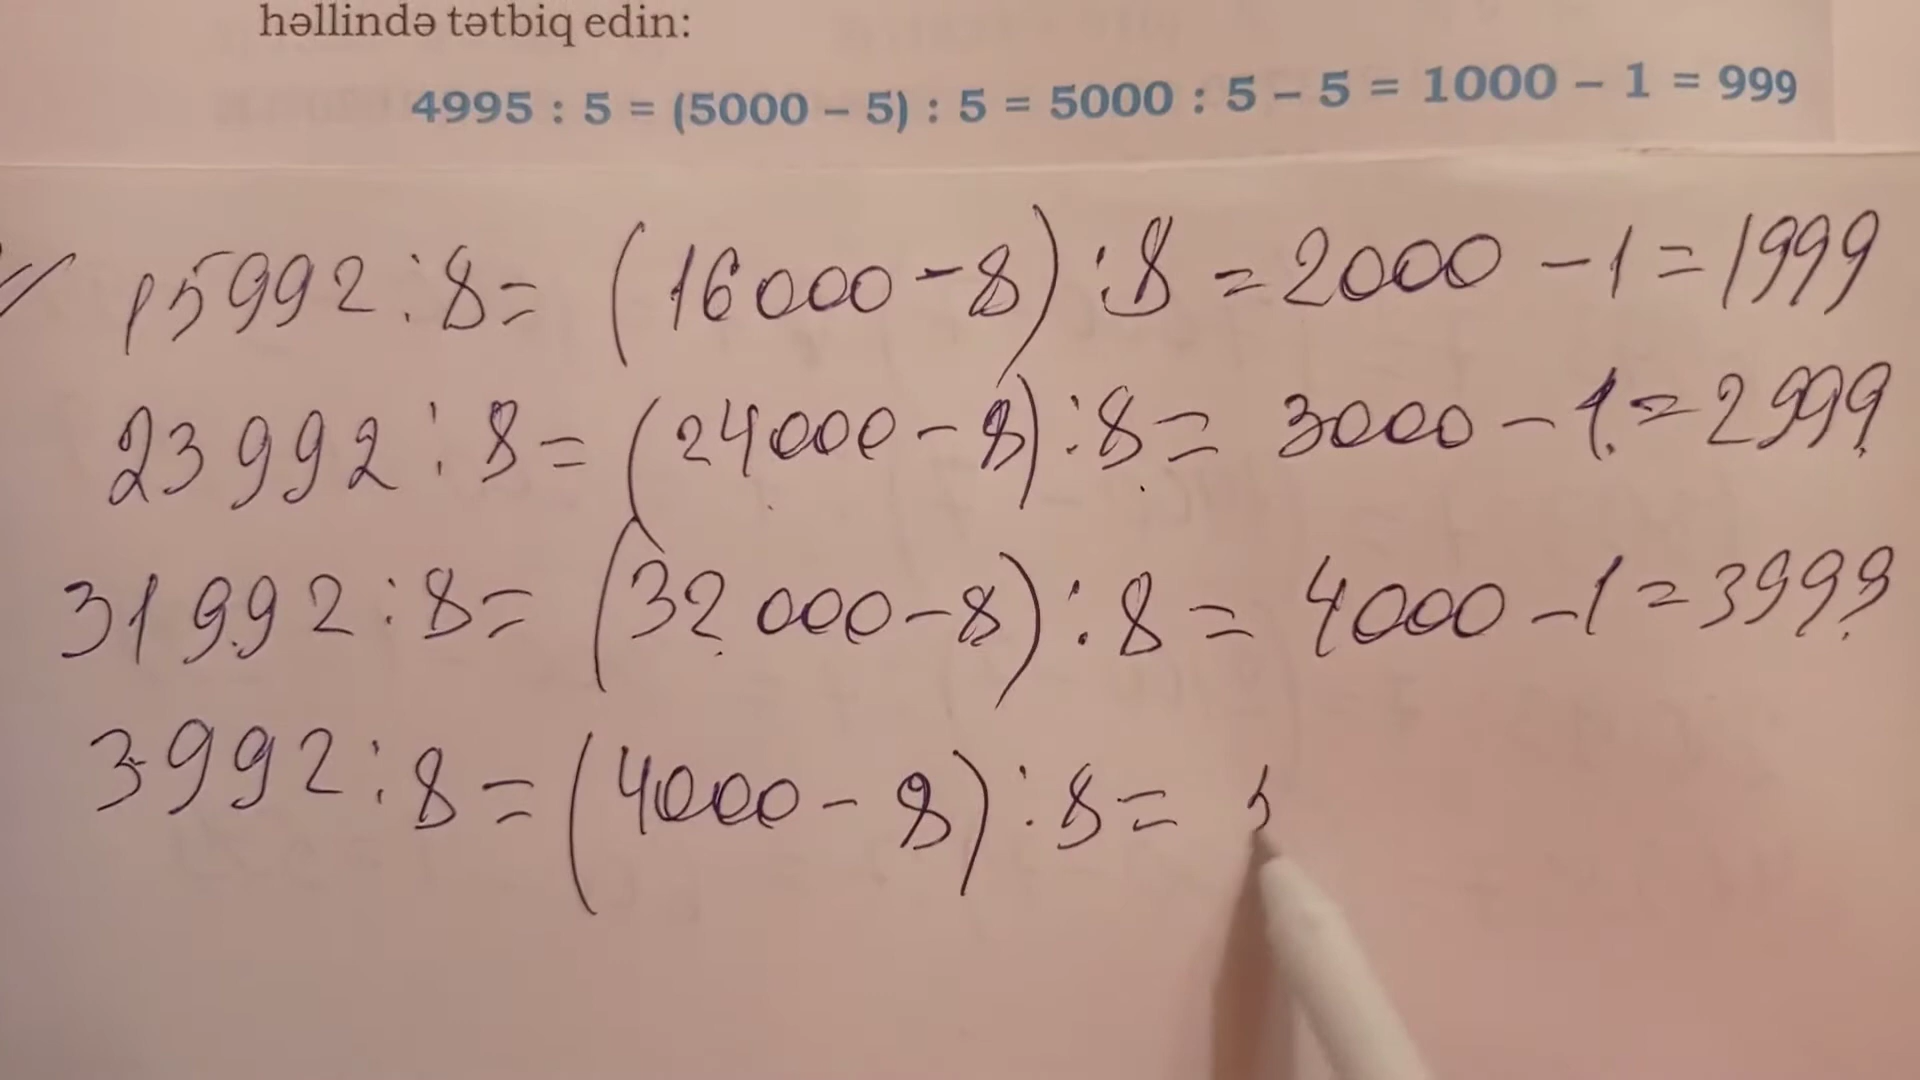 həllində tətbiq edin:
4995 : 5 = (5000 – 5) : 5 = 5000 : 5 – 5 = 1000 – 1 = 999
15992 : 8 = (16000 – 8) : 8 = 2000 – 1 = 1999
23992 : 8 = (24000 – 8) : 8 = 3000 – 1 = 2999
31992 : 8 = (32000 – 8) : 8 = 4000 – 1 = 3999
3992 : 8 = (4000 – 8) : 8 =